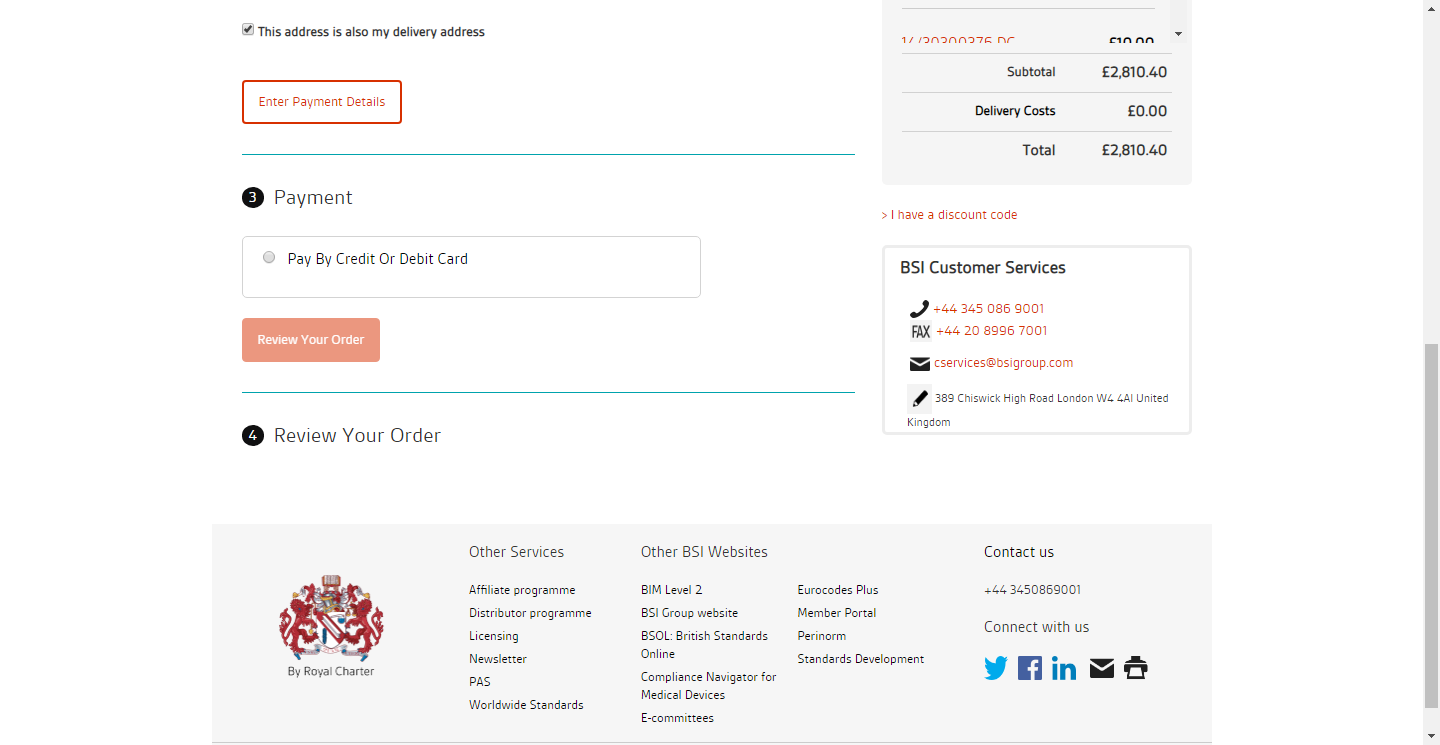 This address is also my delivery address
Enter Payment Details
3 Payment
Pay By Credit Or Debit Card
Review Your Order
4 Review Your Order
14/30300376 DC £10.00
Subtotal £2,810.40
Delivery Costs £0.00
Total £2,810.40
> I have a discount code
BSI Customer Services
+44 345 086 9001
FAX +44 20 8996 7001
cservices@bsigroup.com
389 Chiswick High Road London W4 4AI United
Kingdom
By Royal Charter
Other Services
Affiliate programme
Distributor programme
Licensing
Newsletter
PAS
Worldwide Standards
Other BSI Websites
BIM Level 2
BSI Group website
BSOL: British Standards
Online
Compliance Navigator for
Medical Devices
E-committees
Eurocodes Plus
Member Portal
Perinorm
Standards Development
Contact us
+44 3450869001
Connect with us